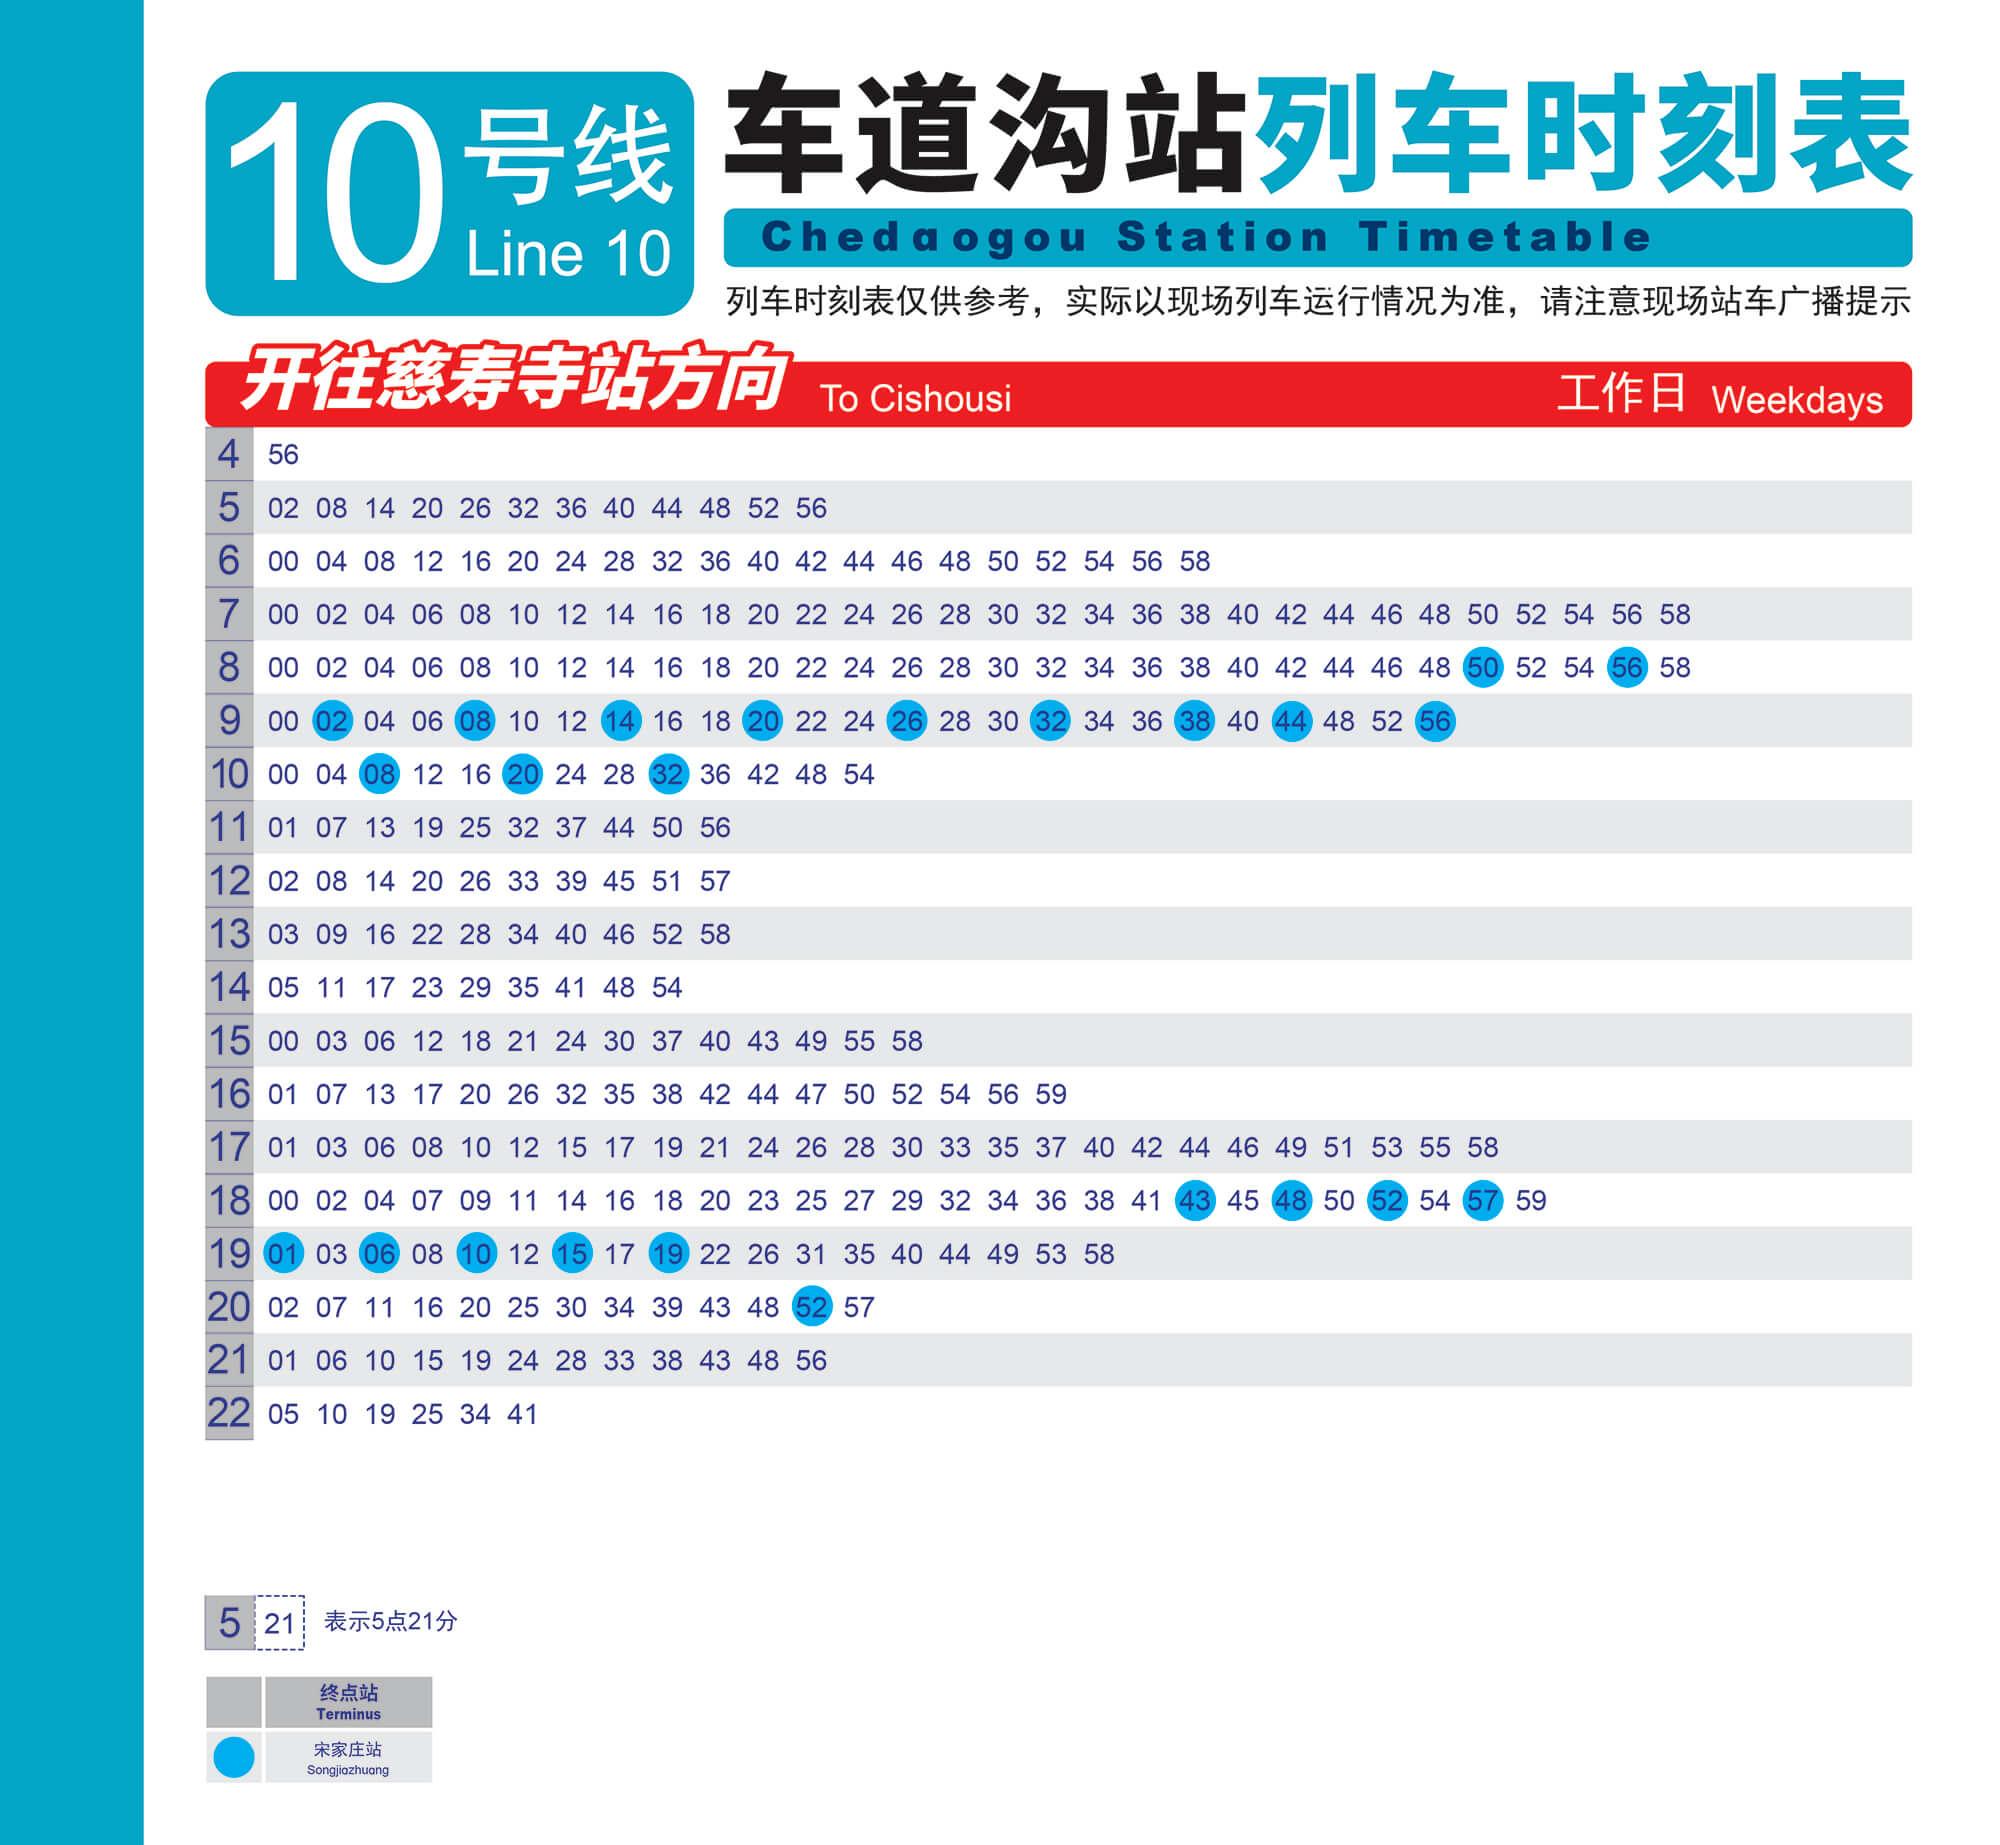 10号线
Line 10
车道沟站列车时刻表
Chedaogou Station Timetable
列车时刻表仅供参考，实际以现场列车运行情况为准，请注意现场站车广播提示
开往慈寿寺站方向 To Cishousi 工作日 Weekdays
4 56
5 02 08 14 20 26 32 36 40 44 48 52 56
6 00 04 08 12 16 20 24 28 32 36 40 42 44 46 48 50 52 54 56 58
7 00 02 04 06 08 10 12 14 16 18 20 22 24 26 28 30 32 34 36 38 40 42 44 46 48 50 52 54 56 58
8 00 02 04 06 08 10 12 14 16 18 20 22 24 26 28 30 32 34 36 38 40 42 44 46 48 50 52 54 56 58
9 00 02 04 06 08 10 12 14 16 18 20 22 24 26 28 30 32 34 36 38 40 44 48 52 56
10 00 04 08 12 16 20 24 28 32 36 42 48 54
11 01 07 13 19 25 32 37 44 50 56
12 02 08 14 20 26 33 39 45 51 57
13 03 09 16 22 28 34 40 46 52 58
14 05 11 17 23 29 35 41 48 54
15 00 03 06 12 18 21 24 30 37 40 43 49 55 58
16 01 07 13 17 20 26 32 35 38 42 44 47 50 52 54 56 59
17 01 03 06 08 10 12 15 17 19 21 24 26 28 30 33 35 37 40 42 44 46 49 51 53 55 58
18 00 02 04 07 09 11 14 16 18 20 23 25 27 29 32 34 36 38 41 43 45 48 50 52 54 57 59
19 01 03 06 08 10 12 15 17 19 22 26 31 35 40 44 49 53 58
20 02 07 11 16 20 25 30 34 39 43 48 52 57
21 01 06 10 15 19 24 28 33 38 43 48 56
22 05 10 19 25 34 41
5 21 表示5点21分
终点站
Terminus
宋家庄站
Songjiazhuang